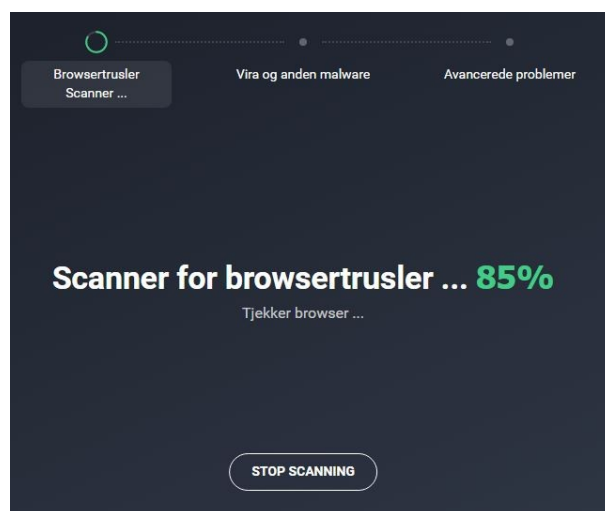 Browsertrusler
Scanner ...
Vira og anden malware
Avancerede problemer
Scanner for browsertrusler ... 85%
Tjekker browser ...
STOP SCANNING